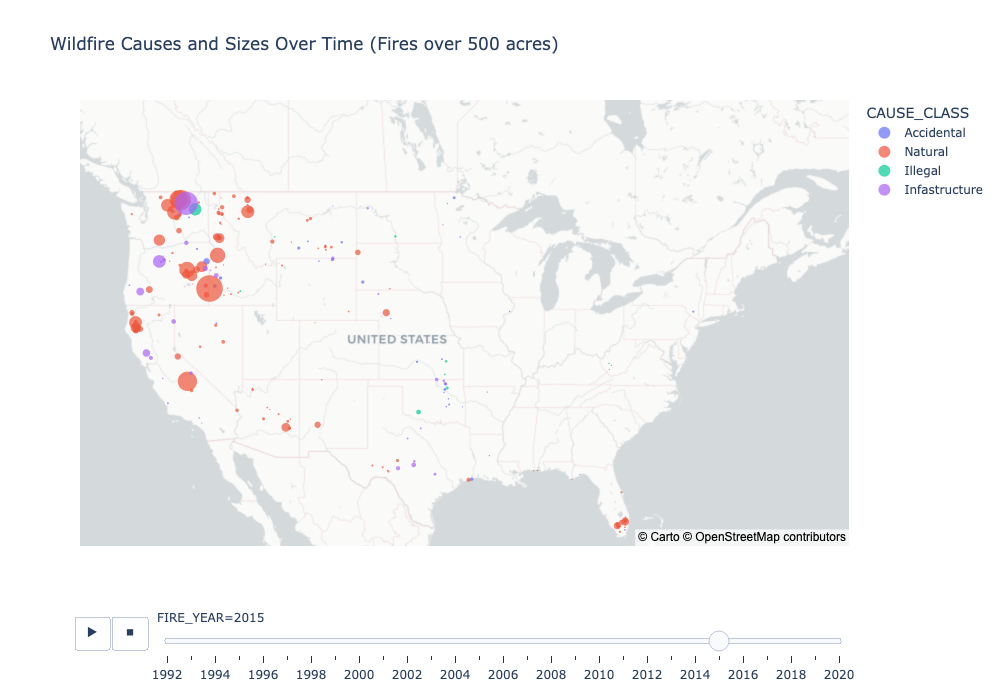 Wildfire Causes and Sizes Over Time (Fires over 500 acres)
CAUSE_CLASS
Accidental
Natural
Illegal
Infastructure
UNITED STATES
© Carto © OpenStreetMap contributors
FIRE_YEAR=2015
1992 1994 1996 1998 2000 2002 2004 2006 2008 2010 2012 2014 2016 2018 2020